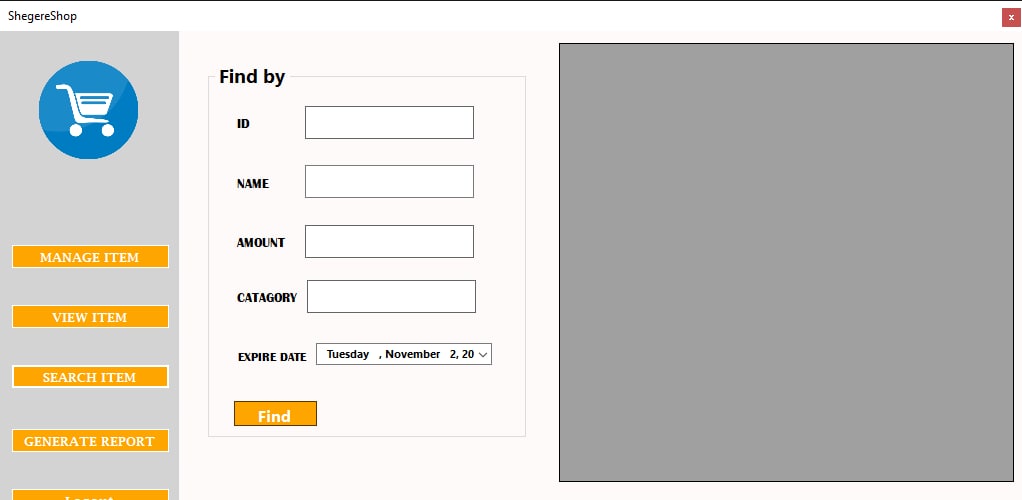 ShegereShop
x
MANAGE ITEM
VIEW ITEM
SEARCH ITEM
GENERATE REPORT
Logout
Find by
ID
NAME
AMOUNT
CATAGORY
EXPIRE DATE
Tuesday , November 2, 20
Find